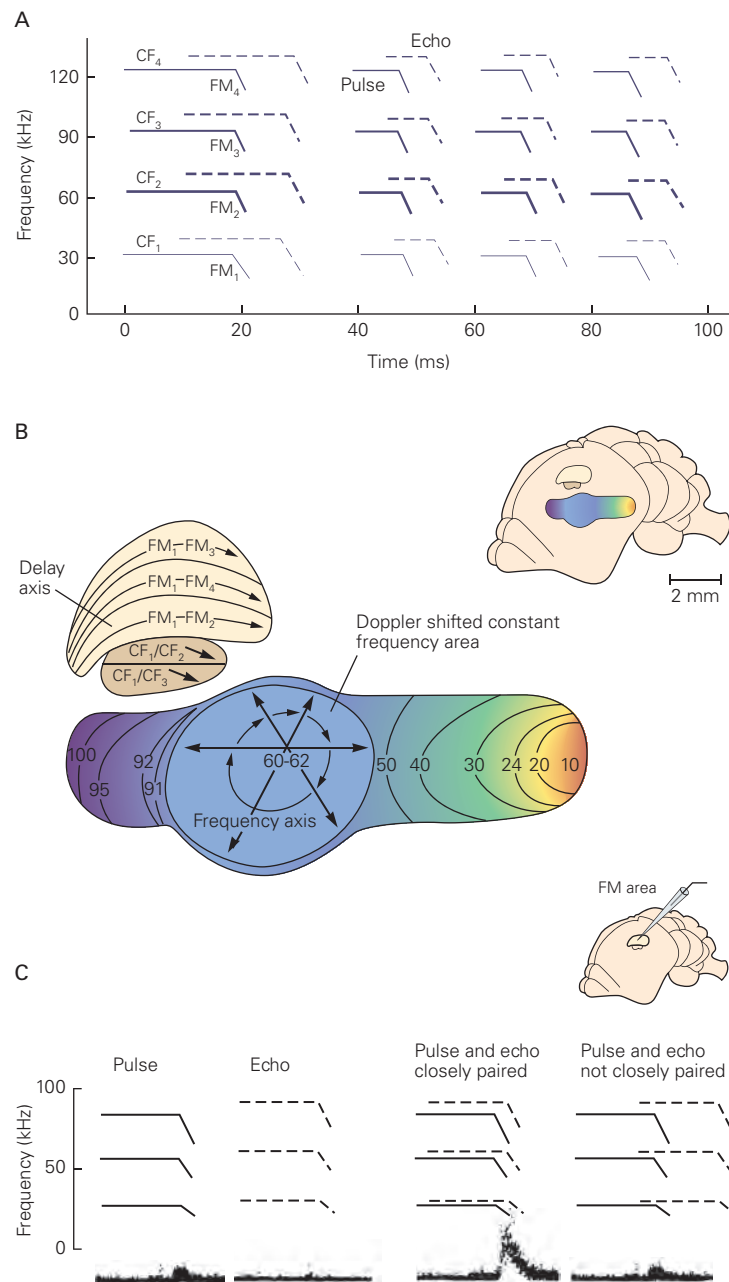 A
Echo
CF4
120
FM4
Pulse
CF3
90
FM3
CF2
60
FM2
CF1
30
FM1
0
Frequency (kHz)
0 20 40 60 80 100
Time (ms)
B
2 mm
Delay
axis
FM1–FM3
FM1–FM4
FM1–FM2
CF1/CF2
CF1/CF3
Doppler shifted constant
frequency area
100 95 92 91 60-62 50 40 30 24 20 10
Frequency axis
FM area
C
Pulse
Echo
Pulse and echo
closely paired
Pulse and echo
not closely paired
100
50
0
Frequency (kHz)